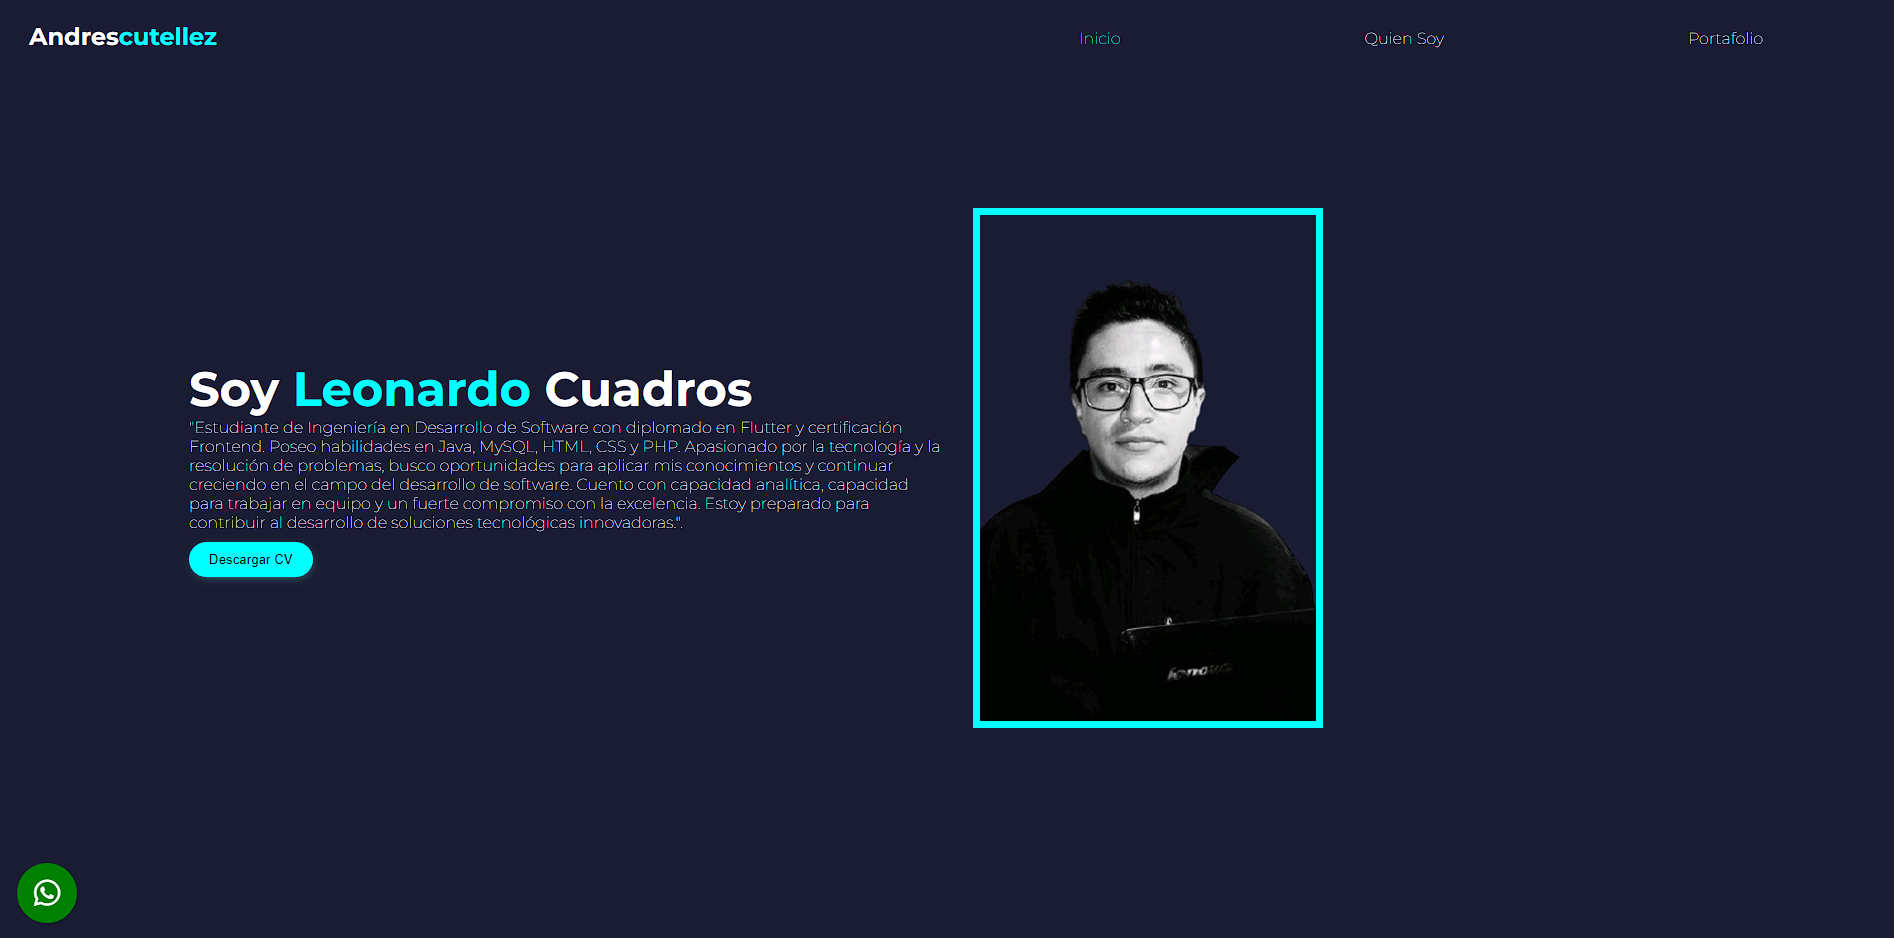 Andrescutellez
Inicio
Quien Soy
Portafolio
Soy Leonardo Cuadros
"Estudiante de Ingeniería en Desarrollo de Software con diplomado en Flutter y certificación
Frontend. Poseo habilidades en Java, MySQL, HTML, CSS y PHP. Apasionado por la tecnología y la
resolución de problemas, busco oportunidades para aplicar mis conocimientos y continuar
creciendo en el campo del desarrollo de software. Cuento con capacidad analítica, capacidad
para trabajar en equipo y un fuerte compromiso con la excelencia. Estoy preparado para
contribuir al desarrollo de soluciones tecnológicas innovadoras.".
Descargar CV